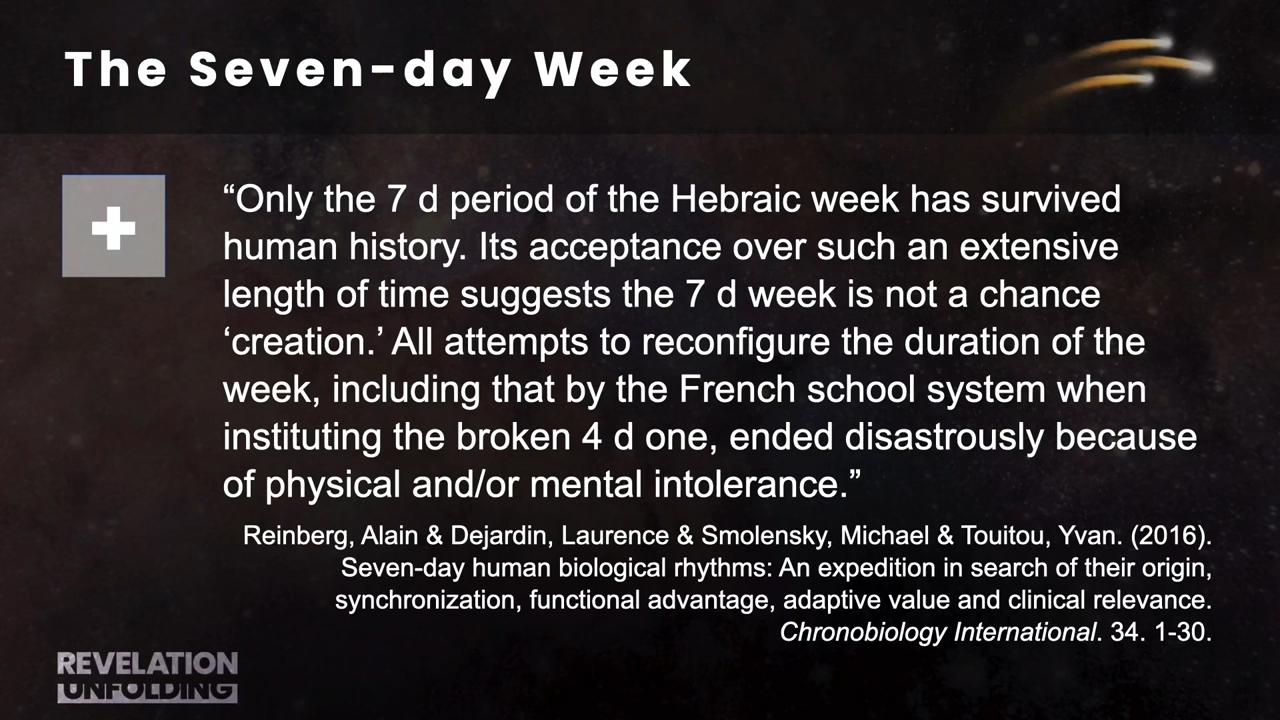 The Seven-day Week
“Only the 7 d period of the Hebraic week has survived
human history. Its acceptance over such an extensive
length of time suggests the 7 d week is not a chance
‘creation.’ All attempts to reconfigure the duration of the
week, including that by the French school system when
instituting the broken 4 d one, ended disastrously because
of physical and/or mental intolerance.”
Reinberg, Alain & Dejardin, Laurence & Smolensky, Michael & Touitou, Yvan. (2016).
Seven-day human biological rhythms: An expedition in search of their origin,
synchronization, functional advantage, adaptive value and clinical relevance.
Chronobiology International. 34. 1-30.
REVELATION
UNFOLDING